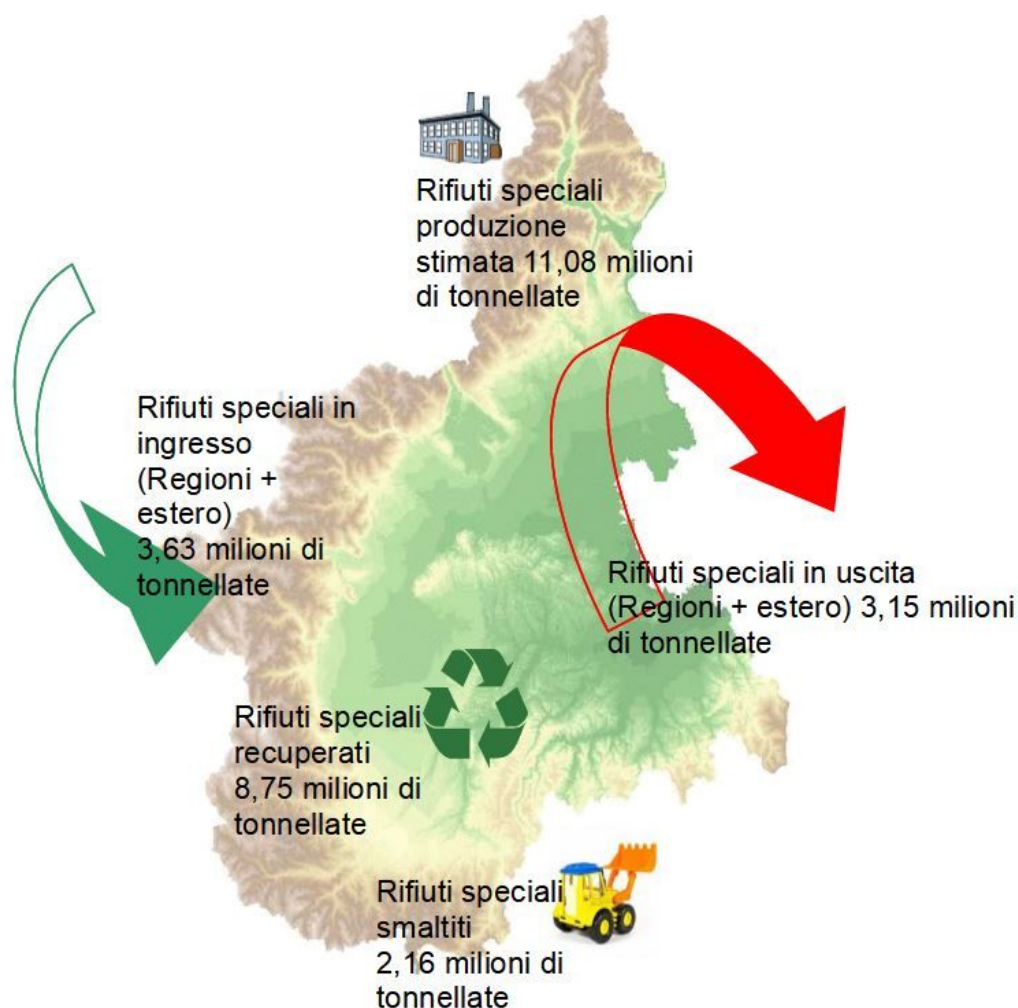 Rifiuti speciali
produzione
stimata 11,08 milioni
di tonnellate
Rifiuti speciali in
ingresso
(Regioni +
estero)
3,63 milioni di
tonnellate
Rifiuti speciali in uscita
(Regioni + estero) 3,15 milioni
di tonnellate
Rifiuti speciali
recuperati
8,75 milioni di
tonnellate
Rifiuti speciali
smaltiti
2,16 milioni di
tonnellate